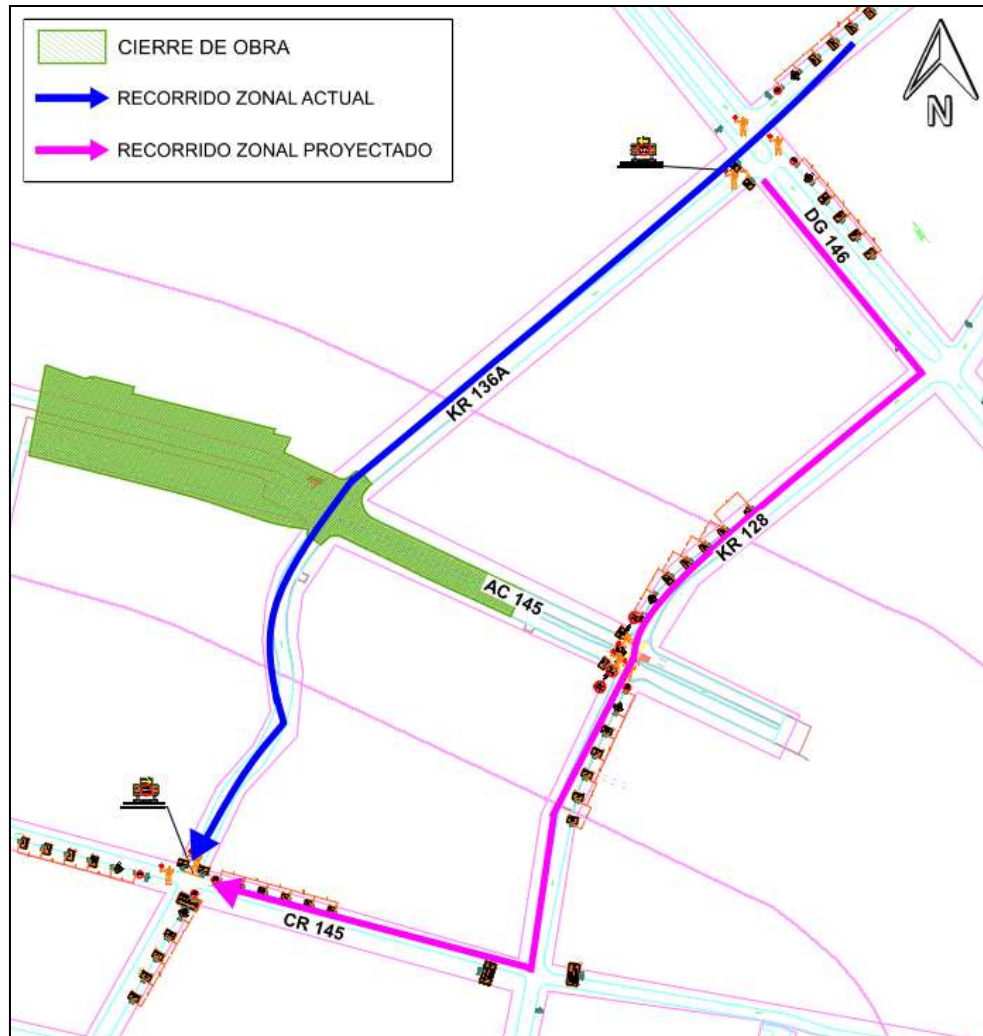 CIERRE DE OBRA
RECORRIDO ZONAL ACTUAL
RECORRIDO ZONAL PROYECTADO
N
DG 146
KR 136A
KR 128
AC 145
CR 145